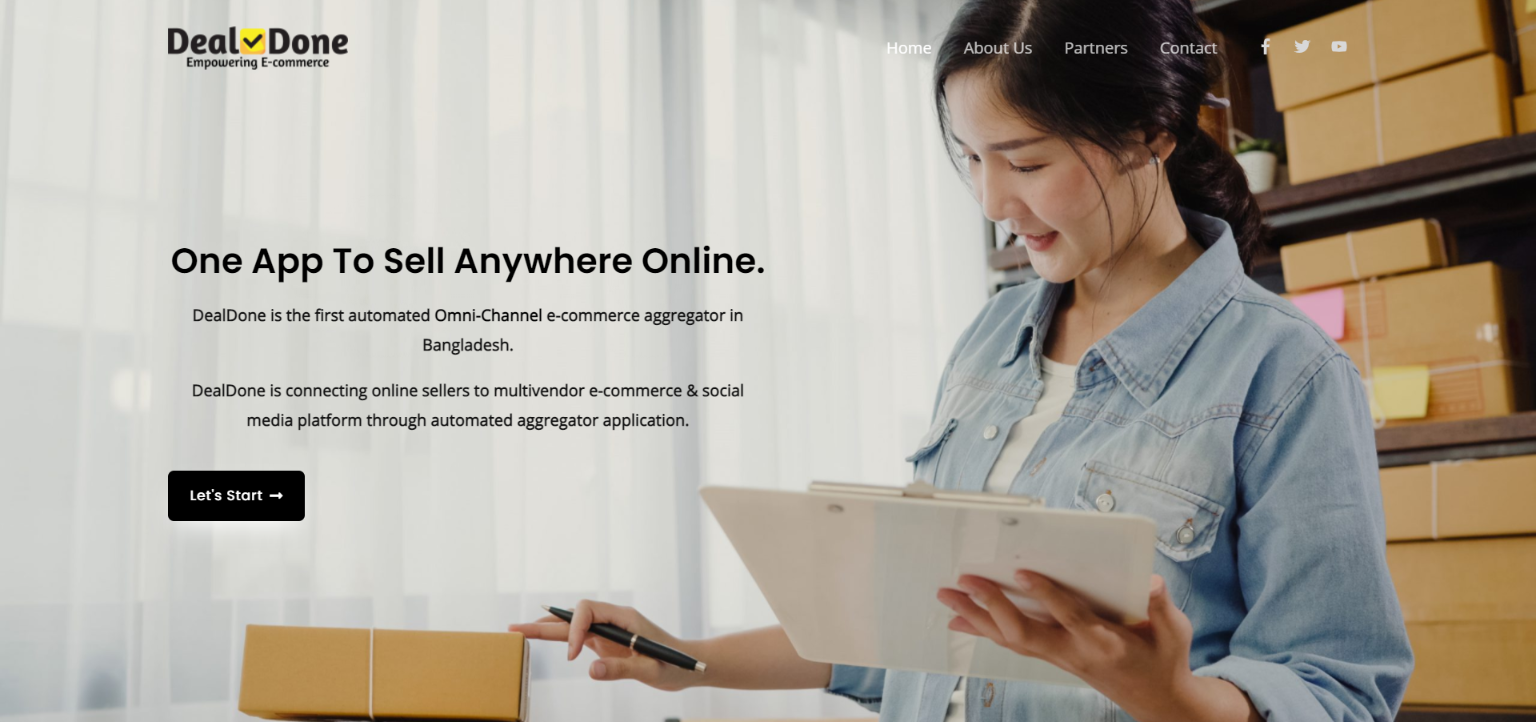 Deal Done
Empowering E-commerce
Home About Us Partners Contact
One App To Sell Anywhere Online.
DealDone is the first automated Omni-Channel e-commerce aggregator in
Bangladesh.
DealDone is connecting online sellers to multivendor e-commerce & social
media platform through automated aggregator application.
Let's Start →